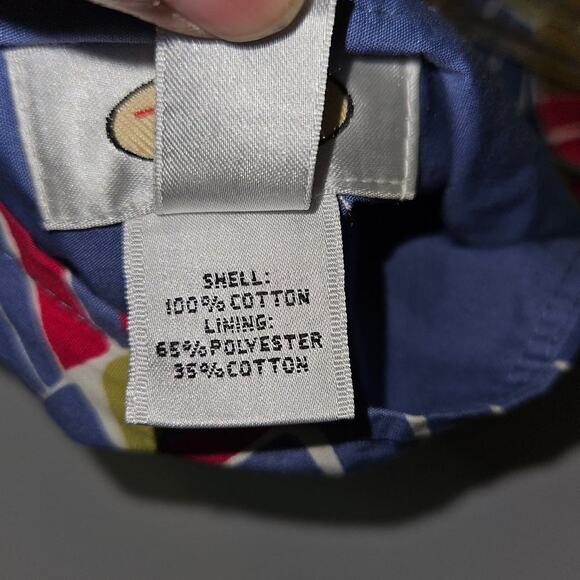 SHELL:
100% COTTON
LINING:
65% POLYESTER
35% COTTON